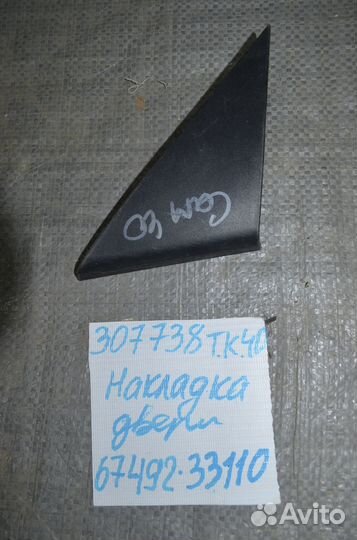 Cam 40
307738 Т.К.40
Накладка
двери
67492-33110
Avito